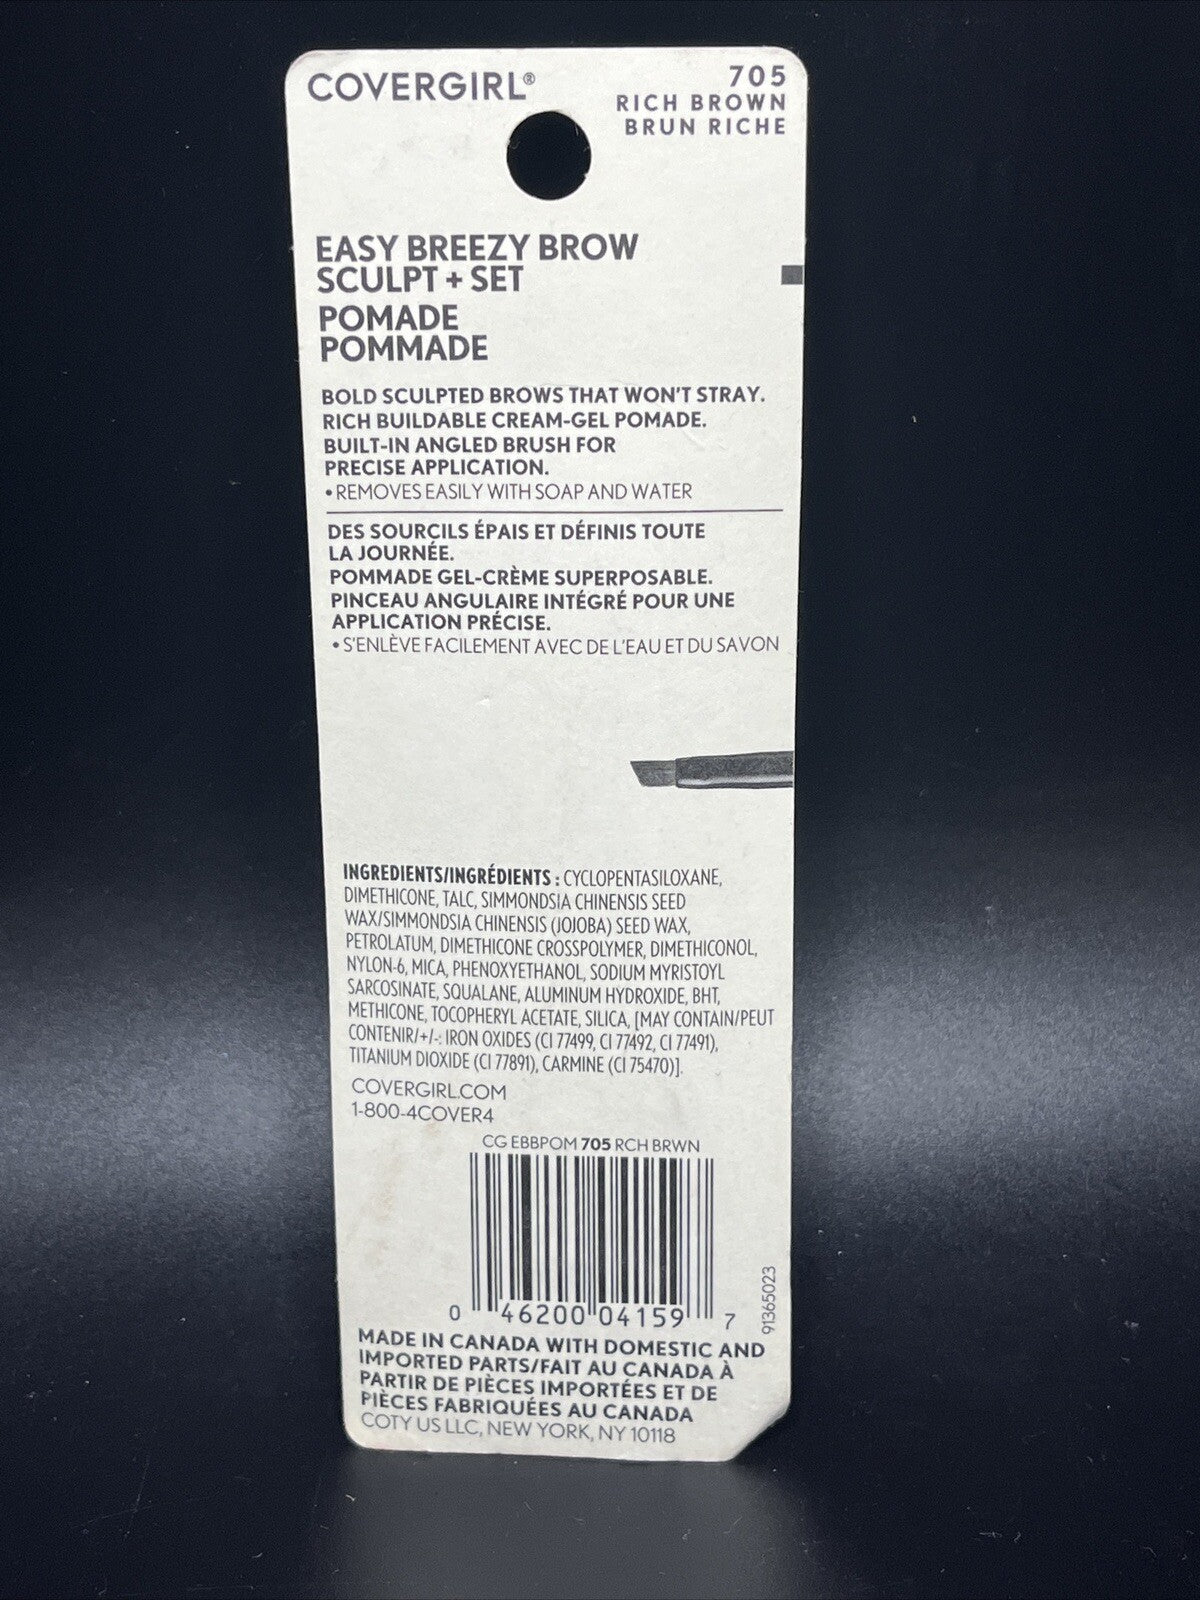 COVERGIRL®
705
RICH BROWN
BRUN RICHE
EASY BREEZY BROW
SCULPT + SET
POMADE
POMMADE
BOLD SCULPTED BROWS THAT WON'T STRAY.
RICH BUILDABLE CREAM-GEL POMADE.
BUILT-IN ANGLED BRUSH FOR
PRECISE APPLICATION.
• REMOVES EASILY WITH SOAP AND WATER
DES SOURCILS ÉPAIS ET DÉFINIS TOUTE
LA JOURNÉE.
POMMADE GEL-CRÈME SUPERPOSABLE.
PINCEAU ANGULAIRE INTÉGRÉ POUR UNE
APPLICATION PRÉCISE.
• S'ENLÈVE FACILEMENT AVEC DE L'EAU ET DU SAVON
INGREDIENTS/INGRÉDIENTS : CYCLOPENTASILOXANE,
DIMETHICONE, TALC, SIMMONDSIA CHINENSIS SEED
WAX/SIMMONDSIA CHINENSIS (JOJOBA) SEED WAX,
PETROLATUM, DIMETHICONE CROSSPOLYMER, DIMETHICONOL,
NYLON-6, MICA, PHENOXYETHANOL, SODIUM MYRISTOYL
SARCOSINATE, SQUALANE, ALUMINUM HYDROXIDE, BHT,
METHICONE, TOCOPHERYL ACETATE, SILICA, [MAY CONTAIN/PEUT
CONTENIR/+/-: IRON OXIDES (CI 77499, CI 77492, CI 77491),
TITANIUM DIOXIDE (CI 77891), CARMINE (CI 75470)].
COVERGIRL.COM
1-800-4COVER4
CG EBBPOM 705 RCH BRWN
0 46200 04159 7
91365023
MADE IN CANADA WITH DOMESTIC AND
IMPORTED PARTS/FAIT AU CANADA À
PARTIR DE PIÈCES IMPORTÉES ET DE
PIÈCES FABRIQUÉES AU CANADA
COTY US LLC, NEW YORK, NY 10118